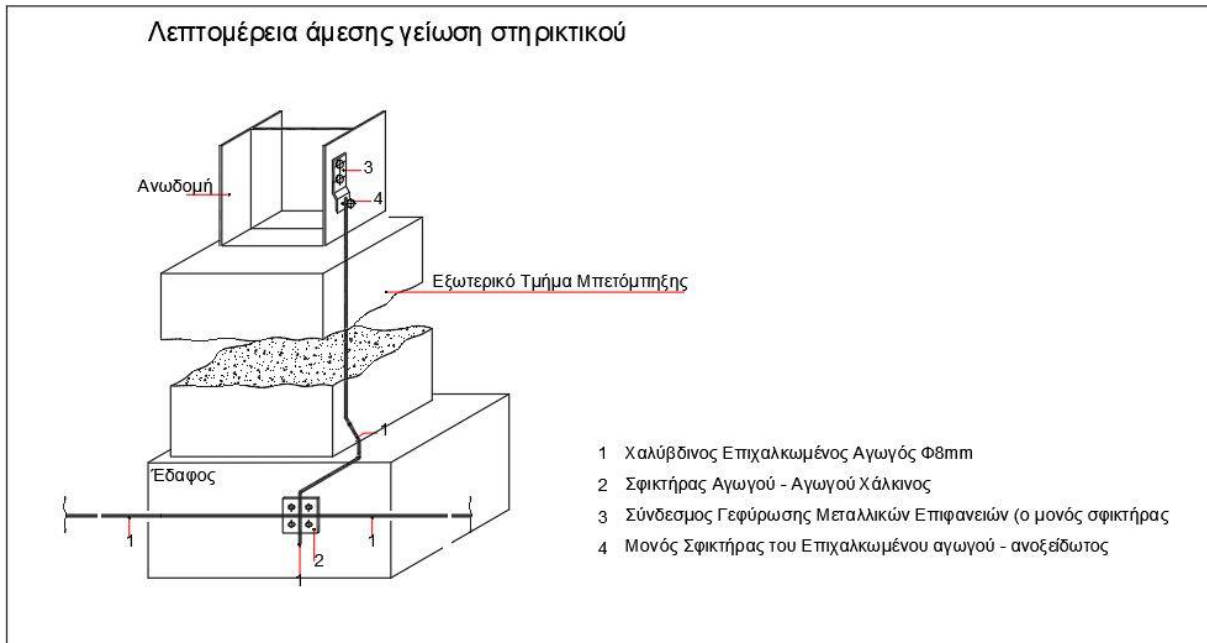 Λεπτομέρεια άμεσης γείωση στηρικτικού
3
Ανωδομή
4
Εξωτερικό Τμήμα Μπετόμπηξης
1
Έδαφος
1
1
2
1
1 Χαλύβδινος Επιχαλκωμένος Αγωγός Φ8mm
2 Σφικτήρας Αγωγού - Αγωγού Χάλκινος
3 Σύνδεσμος Γεφύρωσης Μεταλλικών Επιφανειών (ο μονός σφικτήρας
4 Μονός Σφικτήρας του Επιχαλκωμένου αγωγού - ανοξείδωτος